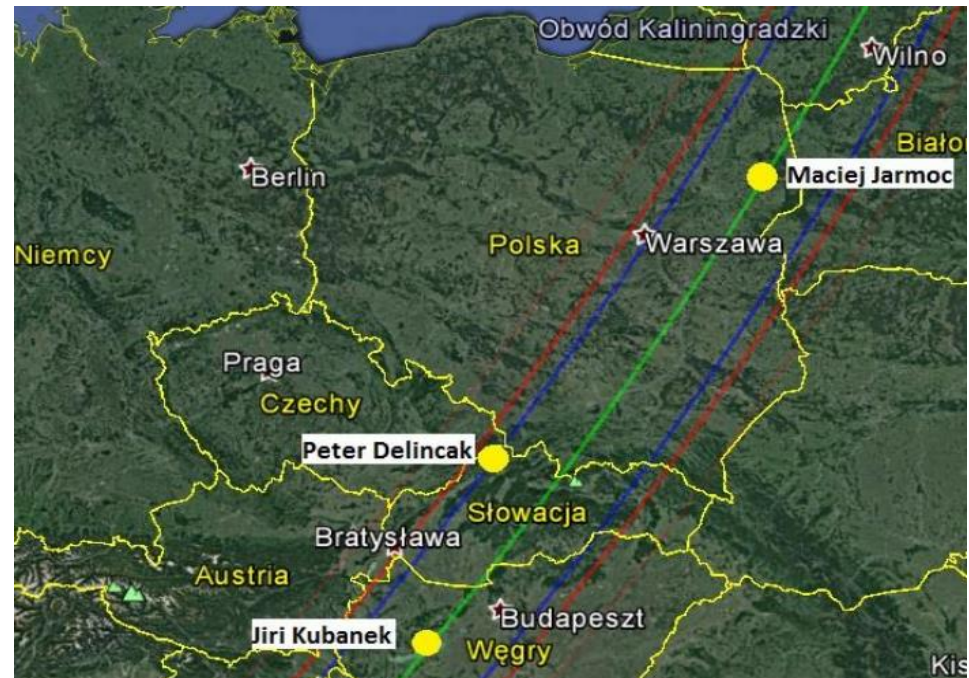 Obwód Kaliningradzki
Wilno
Białor
Berlin
Maciej Jarmoc
Niemcy
Polska
Warszawa
Praga
Czechy
Peter Delincak
Słowacja
Bratysława
Austria
Budapeszt
Jiri Kubanek
Węgry
Kis